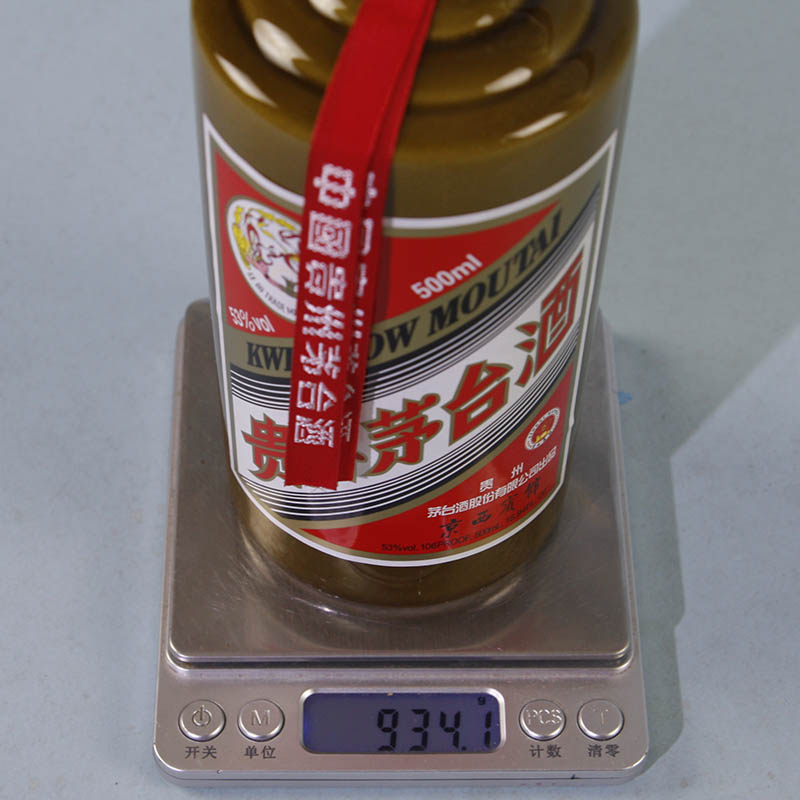 中國貴州茅台酒
500ml
53%vol
KWE OW MOUTAI
贵 茅台酒
贵州
茅台酒股份有限公司出品
53%vol. 106PROOF 500mL
g
934.1
M
PCS
T
开关
单位
计数
清零